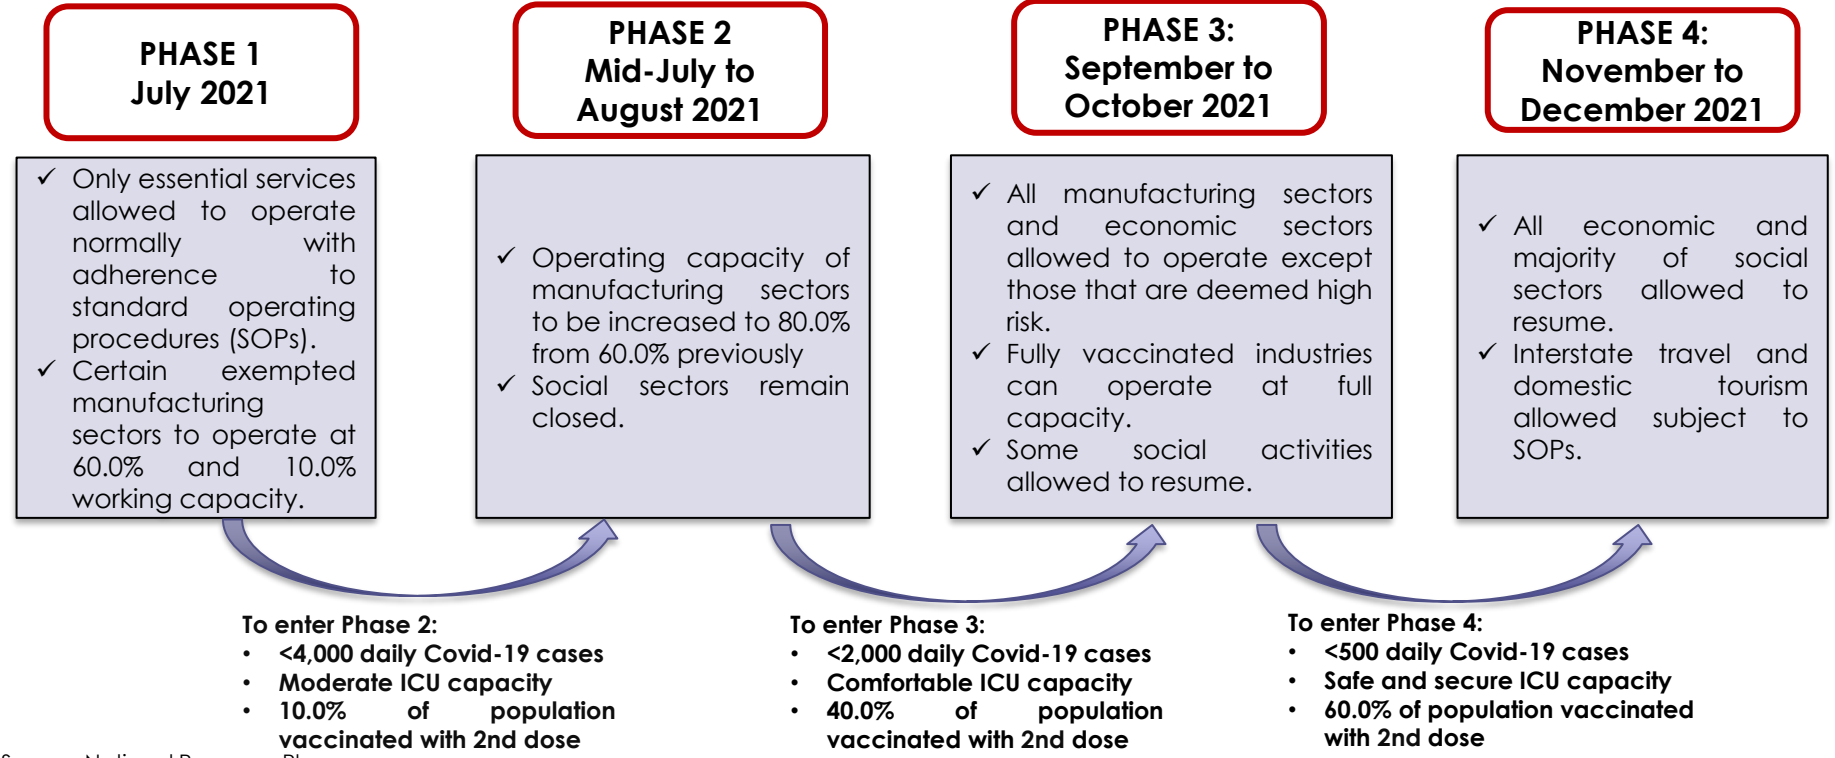 PHASE 1
July 2021
✓ Only essential services
allowed to operate
normally with
adherence to
standard operating
procedures (SOPs).
✓ Certain exempted
manufacturing
sectors to operate at
60.0% and 10.0%
working capacity.
PHASE 2
Mid-July to
August 2021
✓ Operating capacity of
manufacturing sectors
to be increased to 80.0%
from 60.0% previously
✓ Social sectors remain
closed.
PHASE 3:
September to
October 2021
✓ All manufacturing sectors
and economic sectors
allowed to operate except
those that are deemed high
risk.
✓ Fully vaccinated industries
can operate at full
capacity.
✓ Some social activities
allowed to resume.
PHASE 4:
November to
December 2021
✓ All economic and
majority of social
sectors allowed to
resume.
✓ Interstate travel and
domestic tourism
allowed subject to
SOPs.
To enter Phase 2:
• <4,000 daily Covid-19 cases
• Moderate ICU capacity
• 10.0% of population
vaccinated with 2nd dose
To enter Phase 3:
• <2,000 daily Covid-19 cases
• Comfortable ICU capacity
• 40.0% of population
vaccinated with 2nd dose
To enter Phase 4:
• <500 daily Covid-19 cases
• Safe and secure ICU capacity
• 60.0% of population vaccinated
with 2nd dose